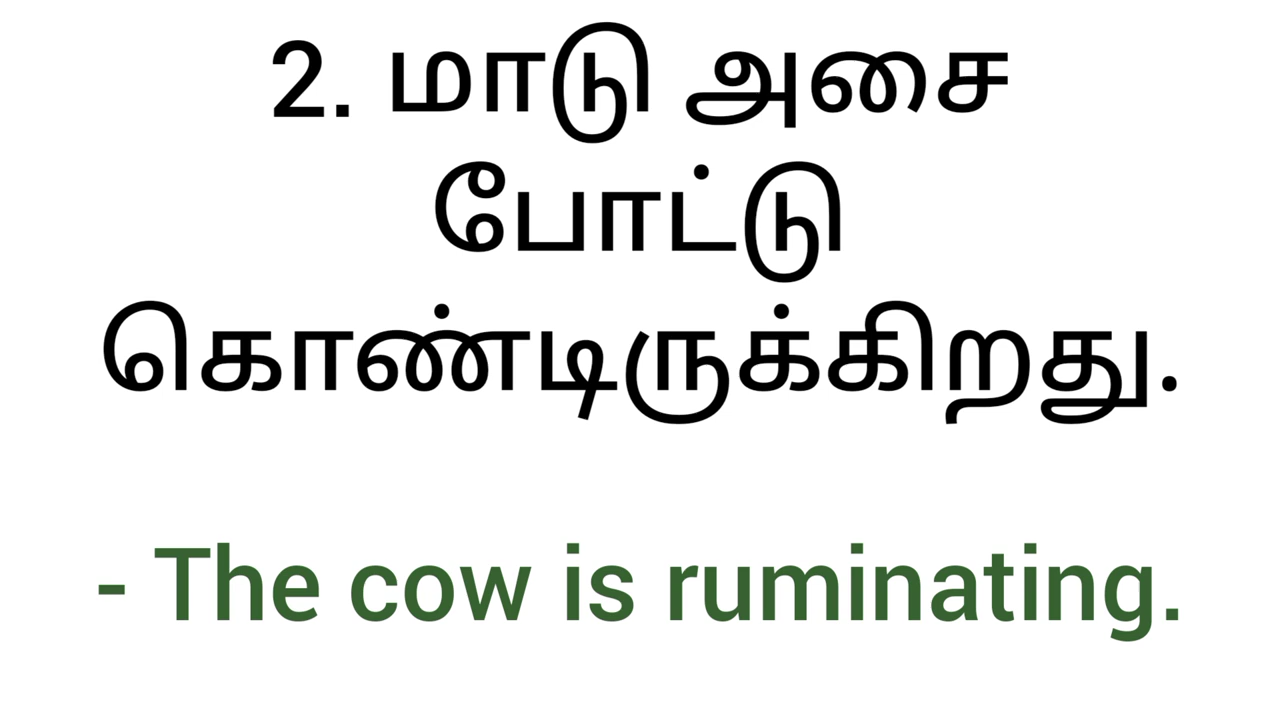 2. மாடு அசை
போட்டு
கொண்டிருக்கிறது.
- The cow is ruminating.